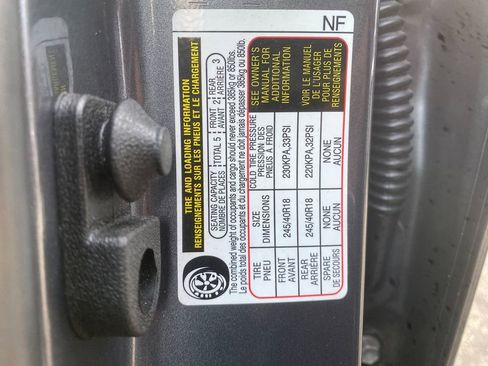 NF
TIRE AND LOADING INFORMATION
RENSEIGNEMENTS SUR LES PNEUS ET LE CHARGEMENT
SEATING CAPACITY
NOMBRE DE PLACES
TOTAL 5
FRONT 2
AVANT
REAR 3
ARRIÈRE
The combined weight of occupants and cargo should never exceed 385kg or 850lbs.
Le poids total des occupants et du chargement ne doit jamais dépasser 385kg ou 850lb.
TIRE
PNEU
SIZE
DIMENSIONS
COLD TIRE PRESSURE
PRESSION DES
PNEUS À FROID
FRONT
AVANT
245/40R18
230KPA,33PSI
REAR
ARRIÈRE
245/40R18
220KPA,32PSI
SPARE
DE SECOURS
NONE
AUCUN
NONE
AUCUN
SEE OWNER'S
MANUAL FOR
ADDITIONAL
INFORMATION
VOIR LE MANUEL
DE L'USAGER
POUR PLUS DE
RENSEIGNEMENTS